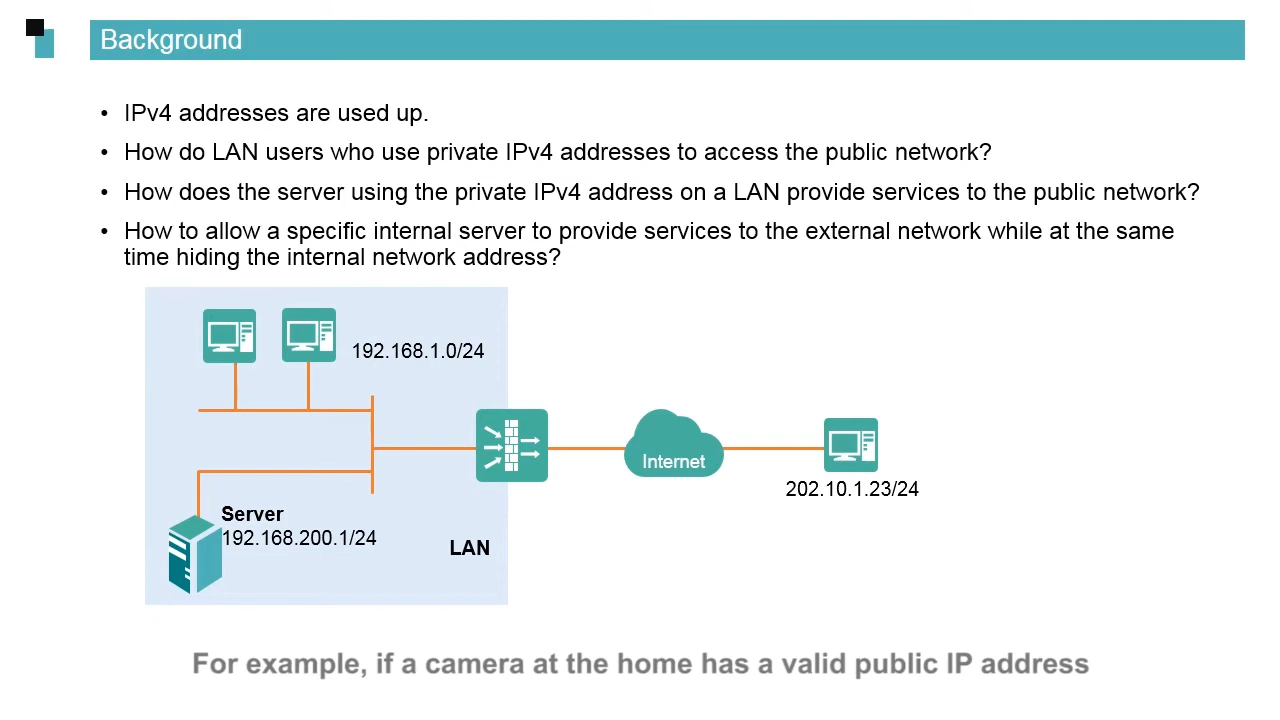 Background
• IPv4 addresses are used up.
• How do LAN users who use private IPv4 addresses to access the public network?
• How does the server using the private IPv4 address on a LAN provide services to the public network?
• How to allow a specific internal server to provide services to the external network while at the same
time hiding the internal network address?
192.168.1.0/24
Internet
202.10.1.23/24
Server
192.168.200.1/24
LAN
For example, if a camera at the home has a valid public IP address